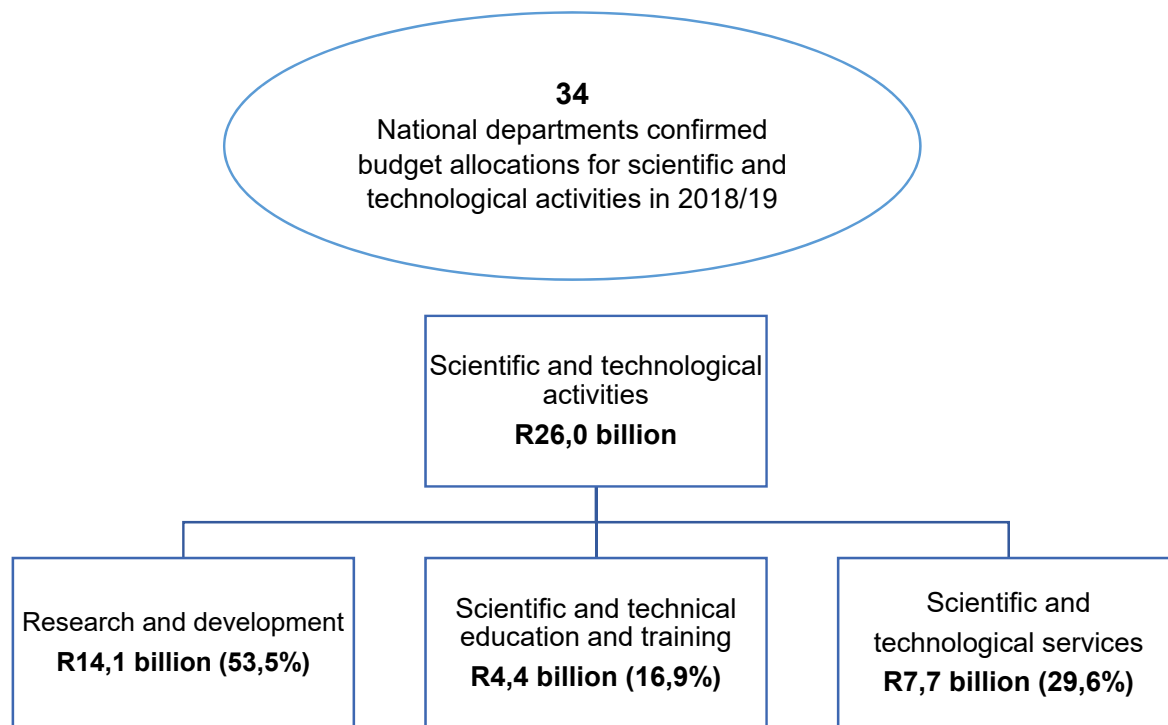 34
National departments confirmed
budget allocations for scientific and
technological activities in 2018/19
Scientific and technological
activities
R26,0 billion
Research and development
R14,1 billion (53,5%)
Scientific and technical
education and training
R4,4 billion (16,9%)
Scientific and
technological services
R7,7 billion (29,6%)